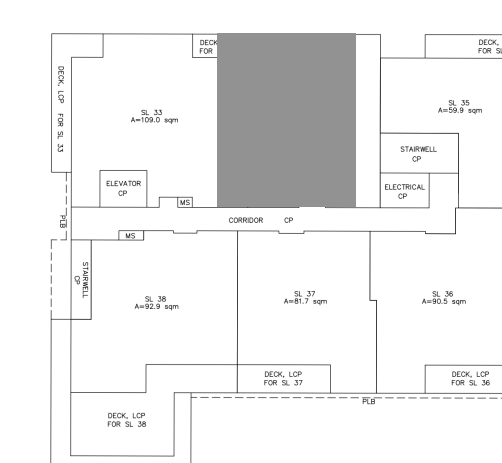 DECK
FOR
DECK,
FOR SL
DECK, LCP
FOR SL 33
SL 33
A=109.0 sqm
SL 35
A=59.9 sqm
STAIRWELL
CP
ELEVATOR
CP
ELECTRICAL
CP
MS
PLB
CORRIDOR CP
MS
STAIRWELL
CP
SL 38
A=92.9 sqm
SL 37
A=81.7 sqm
SL 36
A=90.5 sqm
DECK, LCP
FOR SL 37
DECK, LCP
FOR SL 36
PLB
DECK, LCP
FOR SL 38